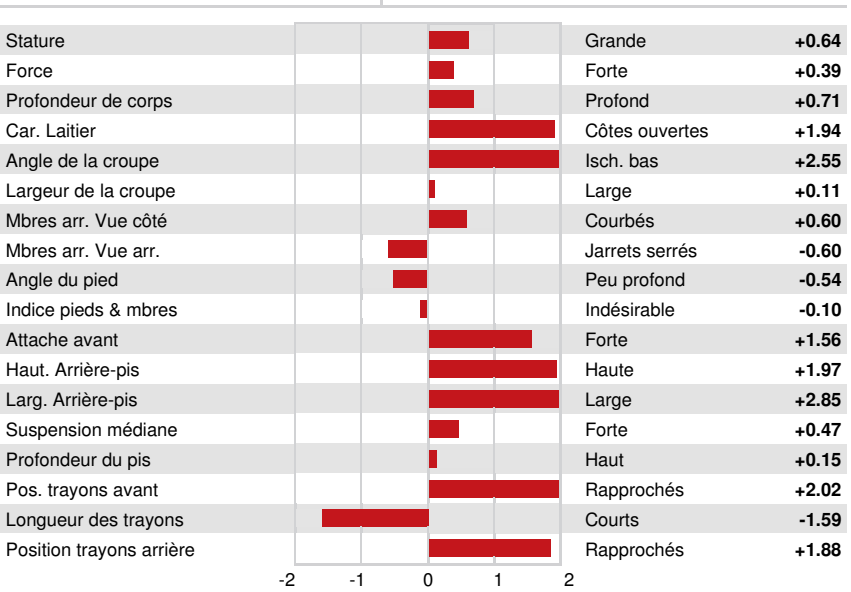 Stature Grande +0.64
Force Forte +0.39
Profondeur de corps Profond +0.71
Car. Laitier Côtes ouvertes +1.94
Angle de la croupe Isch. bas +2.55
Largeur de la croupe Large +0.11
Mbres arr. Vue côté Courbés +0.60
Mbres arr. Vue arr. Jarrets serrés -0.60
Angle du pied Peu profond -0.54
Indice pieds & mbres Indésirable -0.10
Attache avant Forte +1.56
Haut. Arrière-pis Haute +1.97
Larg. Arrière-pis Large +2.85
Suspension médiane Forte +0.47
Profondeur du pis Haut +0.15
Pos. trayons avant Rapprochés +2.02
Longueur des trayons Courts -1.59
Position trayons arrière Rapprochés +1.88
-2 -1 0 1 2